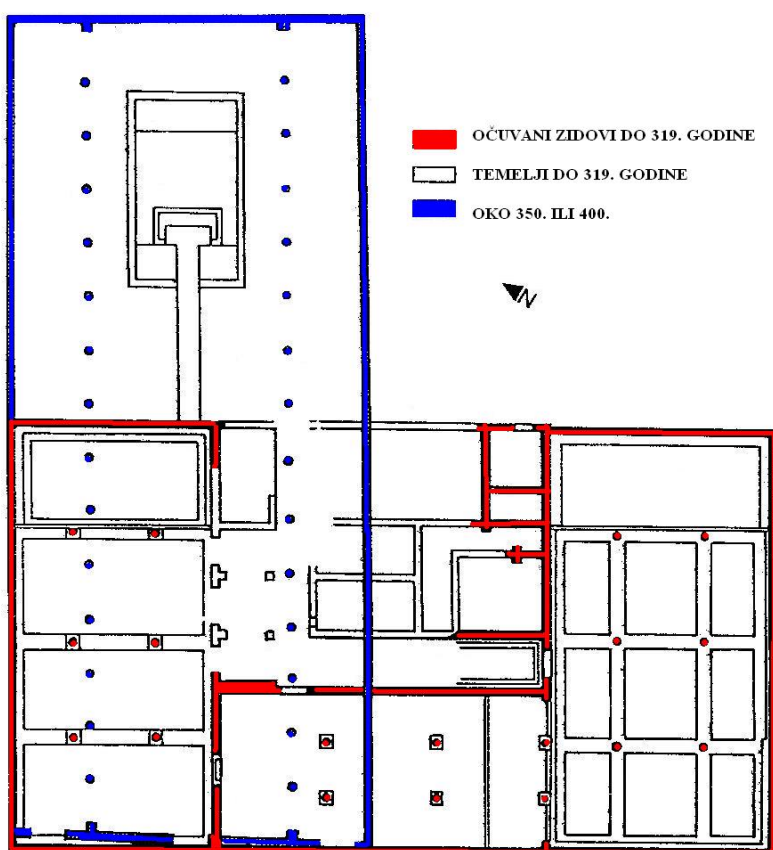 OČUVANI ZIDOVI DO 319. GODINE
TEMELJI DO 319. GODINE
OKO 350. ILI 400.
N